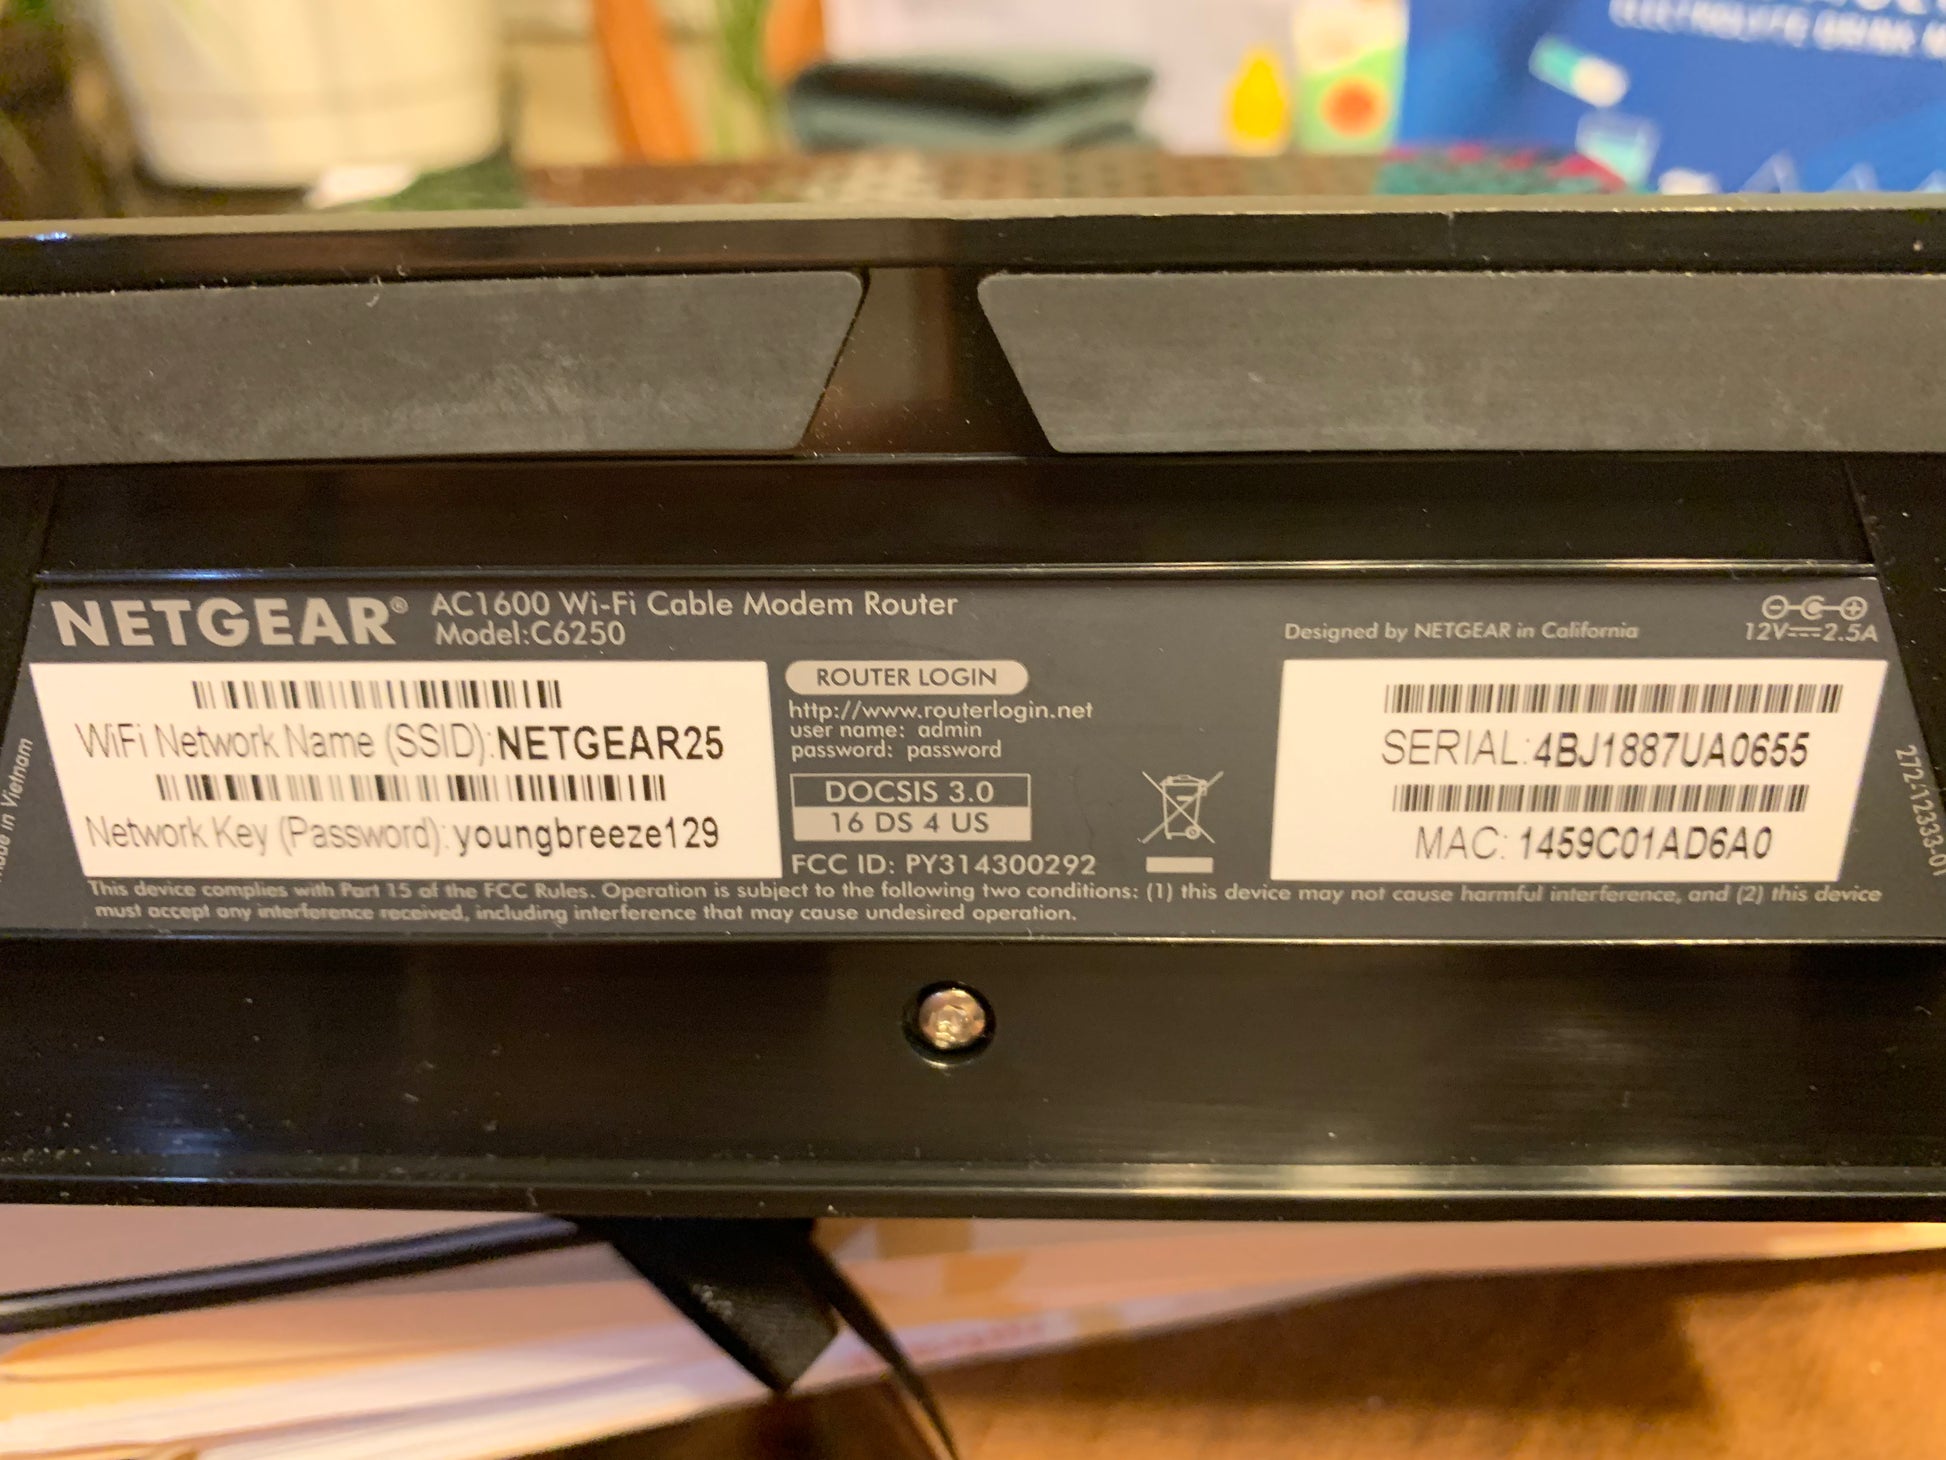 ELECTROLYTE DRINK
NETGEAR®
AC1600 Wi-Fi Cable Modem Router
Model:C6250
Designed by NETGEAR in California
12V 2.5A
WiFi Network Name (SSID):NETGEAR25
Network Key (Password):youngbreeze129
ROUTER LOGIN
http://www.routerlogin.net
user name: admin
password: password
DOCSIS 3.0
16 DS 4 US
FCC ID: PY314300292
SERIAL:4BJ1887UA0655
MAC: 1459C01AD6A0
Made in Vietnam
272-12333-01
This device complies with Part 15 of the FCC Rules. Operation is subject to the following two conditions: (1) this device may not cause harmful interference, and (2) this device
must accept any interference received, including interference that may cause undesired operation.